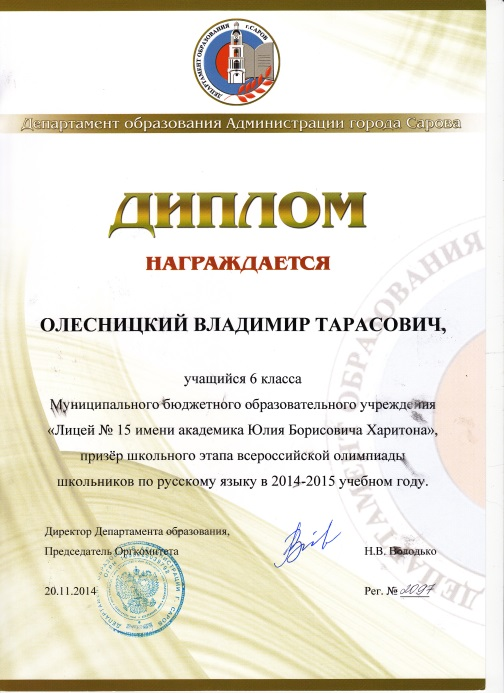 ДЕПАРТАМЕНТ ОБРАЗОВАНИЯ г.САРОВ
Департамент образования Администрации города Сарова
ДИПЛОМ
НАГРАЖДАЕТСЯ
ОЛЕСНИЦКИЙ ВЛАДИМИР ТАРАСОВИЧ,
учащийся 6 класса
Муниципального бюджетного образовательного учреждения
«Лицей № 15 имени академика Юлия Борисовича Харитона»,
призёр школьного этапа всероссийской олимпиады
школьников по русскому языку в 2014-2015 учебном году.
Директор Департамента образования,
Председатель Оргкомитета
Н.В. Володько
20.11.2014
Рег. № 2097
ДЕПАРТАМЕНТ ОБРАЗОВАНИЯ